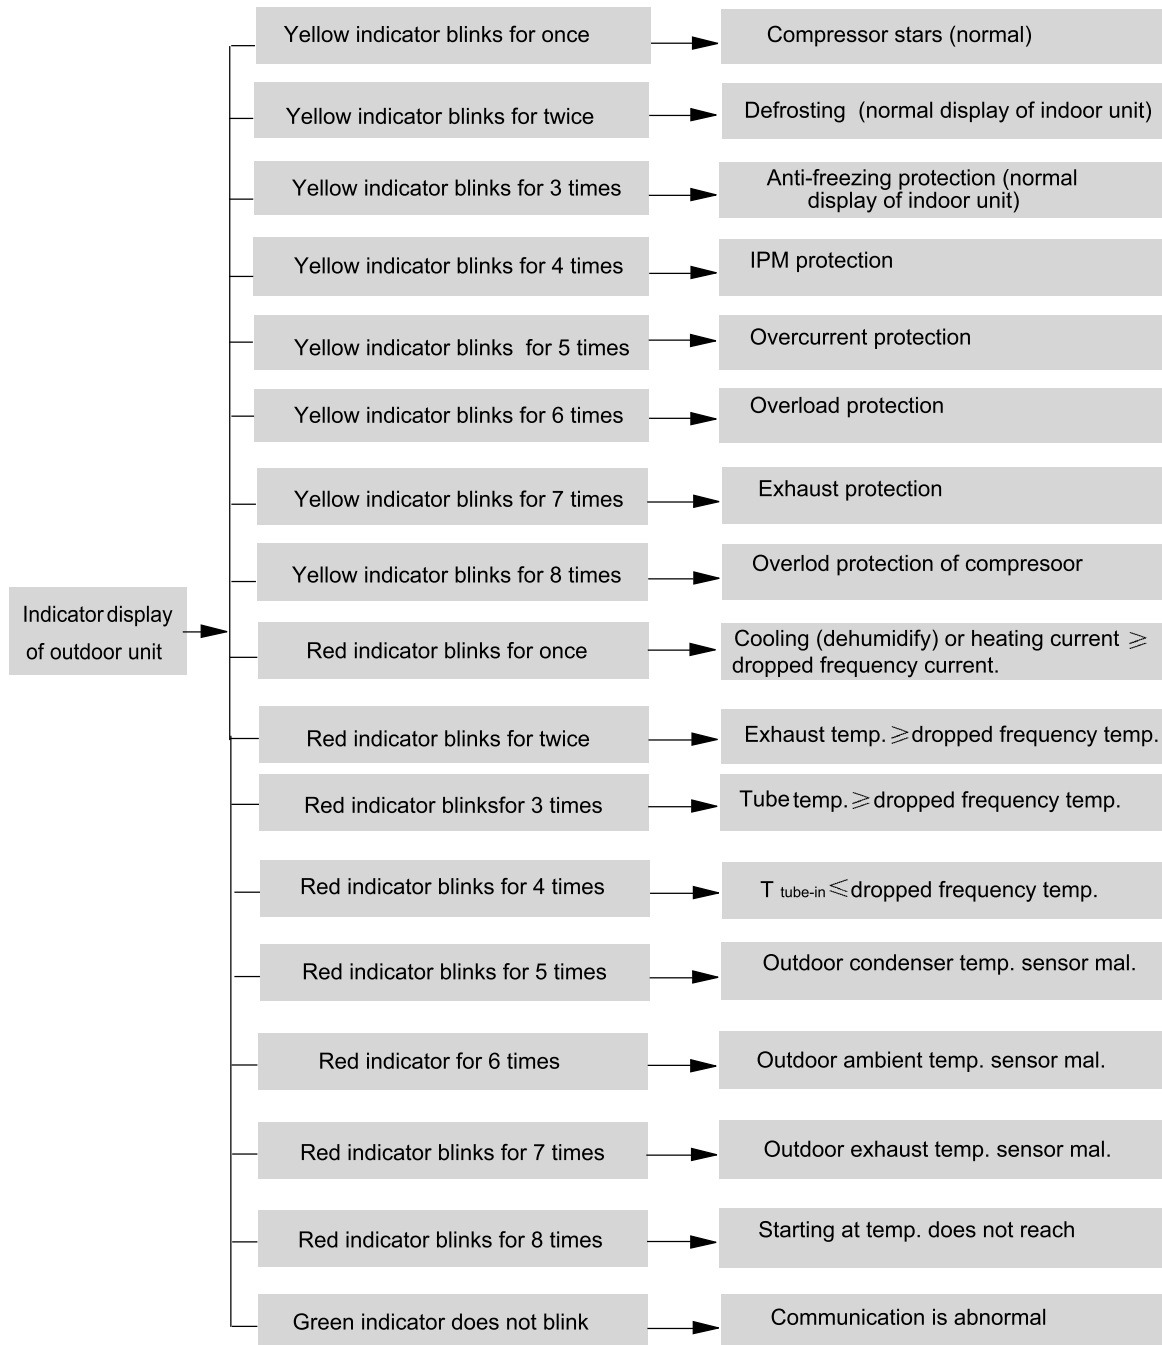 Yellow indicator blinks for once
Compressor stars (normal)
Yellow indicator blinks for twice
Defrosting (normal display of indoor unit)
Yellow indicator blinks for 3 times
Anti-freezing protection (normal
display of indoor unit)
Yellow indicator blinks for 4 times
IPM protection
Yellow indicator blinks for 5 times
Overcurrent protection
Yellow indicator blinks for 6 times
Overload protection
Yellow indicator blinks for 7 times
Exhaust protection
Yellow indicator blinks for 8 times
Overlod protection of compresoor
Indicator display
of outdoor unit
Red indicator blinks for once
Cooling (dehumidify) or heating current ≥
dropped frequency current.
Red indicator blinks for twice
Exhaust temp. ≥dropped frequency temp.
Red indicator blinksfor 3 times
Tube temp. ≥dropped frequency temp.
Red indicator blinks for 4 times
T tube-in ≤dropped frequency temp.
Red indicator blinks for 5 times
Outdoor condenser temp. sensor mal.
Red indicator for 6 times
Outdoor ambient temp. sensor mal.
Red indicator blinks for 7 times
Outdoor exhaust temp. sensor mal.
Red indicator blinks for 8 times
Starting at temp. does not reach
Green indicator does not blink
Communication is abnormal